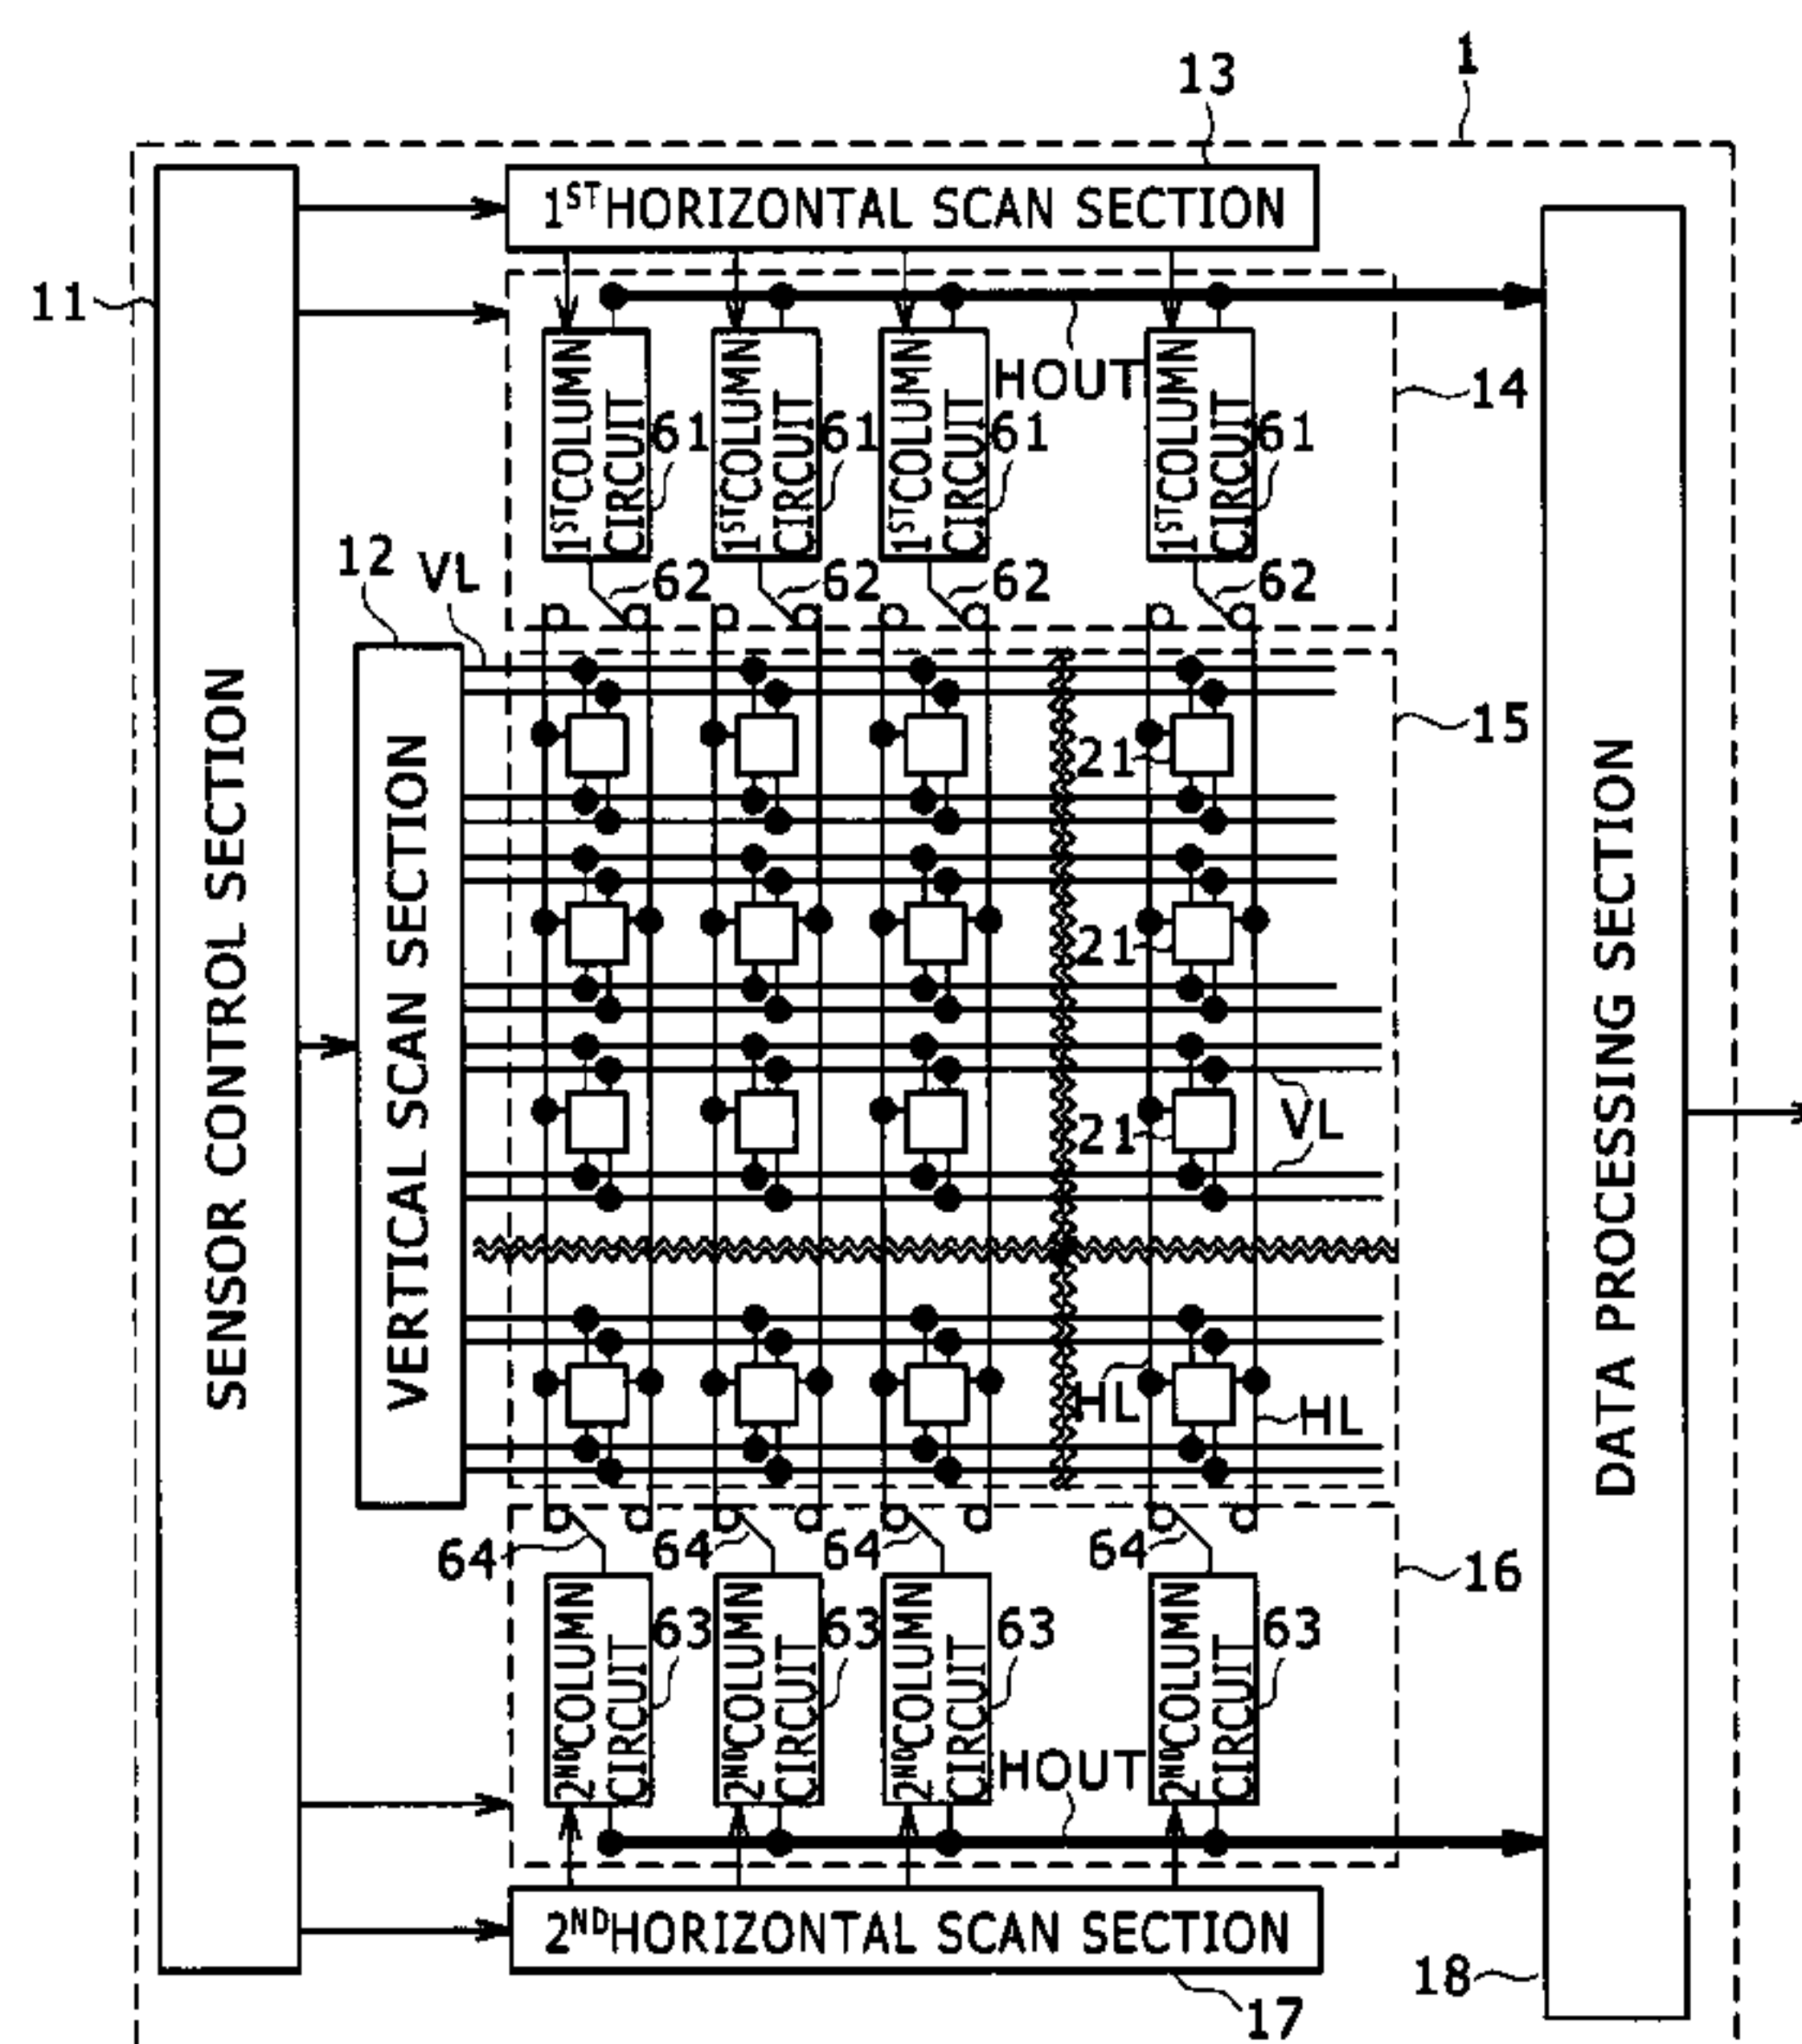 1
13
1ST HORIZONTAL SCAN SECTION
11
HOUT
14
1ST COLUMN CIRCUIT
61
1ST COLUMN CIRCUIT
61
1ST COLUMN CIRCUIT
61
1ST COLUMN CIRCUIT
61
12
VL
62
62
62
62
15
21
SENSOR CONTROL SECTION
VERTICAL SCAN SECTION
DATA PROCESSING SECTION
21
21
VL
HL
HL
64
64
64
64
16
2ND COLUMN CIRCUIT
63
2ND COLUMN CIRCUIT
63
2ND COLUMN CIRCUIT
63
2ND COLUMN CIRCUIT
63
HOUT
2ND HORIZONTAL SCAN SECTION
18
17